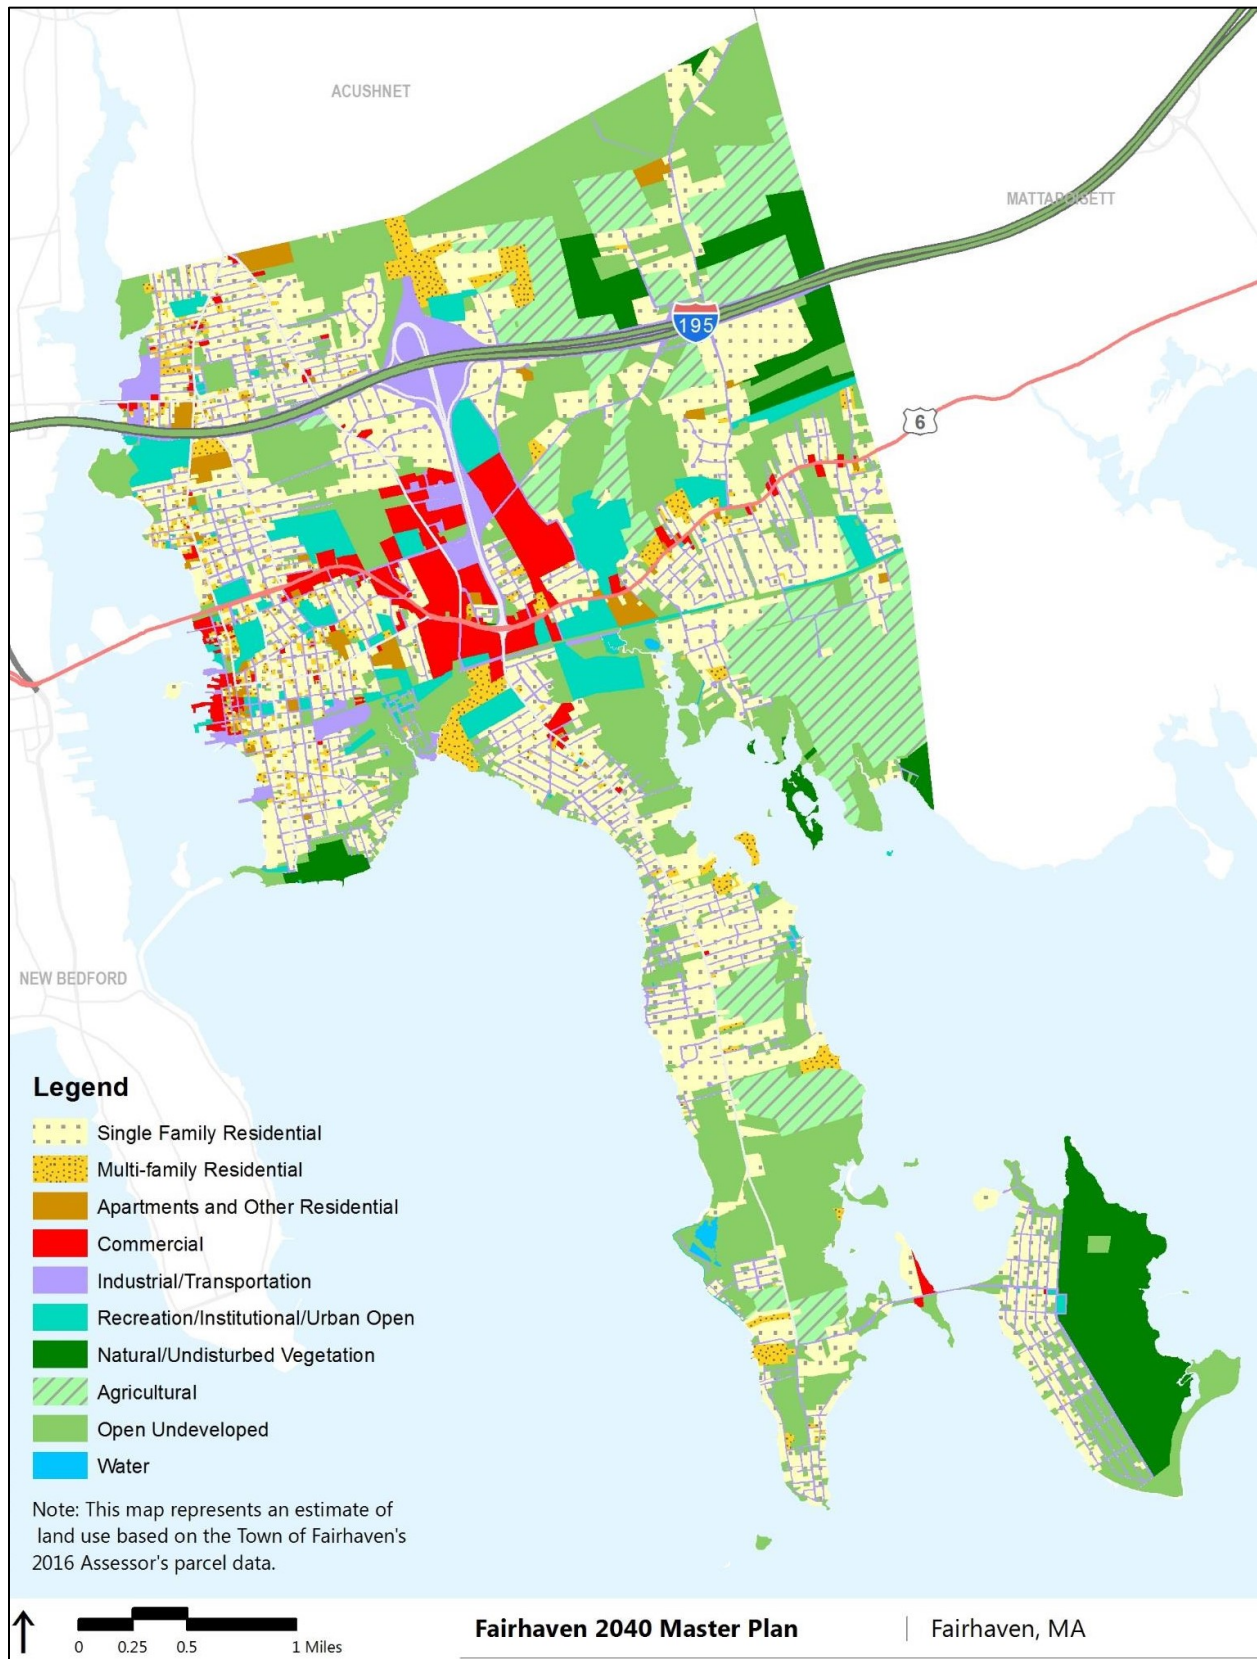 ACUSHNET
MATTAPOISETT
195
6
NEW BEDFORD
Legend
Single Family Residential
Multi-family Residential
Apartments and Other Residential
Commercial
Industrial/Transportation
Recreation/Institutional/Urban Open
Natural/Undisturbed Vegetation
Agricultural
Open Undeveloped
Water
Note: This map represents an estimate of
land use based on the Town of Fairhaven's
2016 Assessor's parcel data.
0 0.25 0.5 1 Miles
Fairhaven 2040 Master Plan | Fairhaven, MA